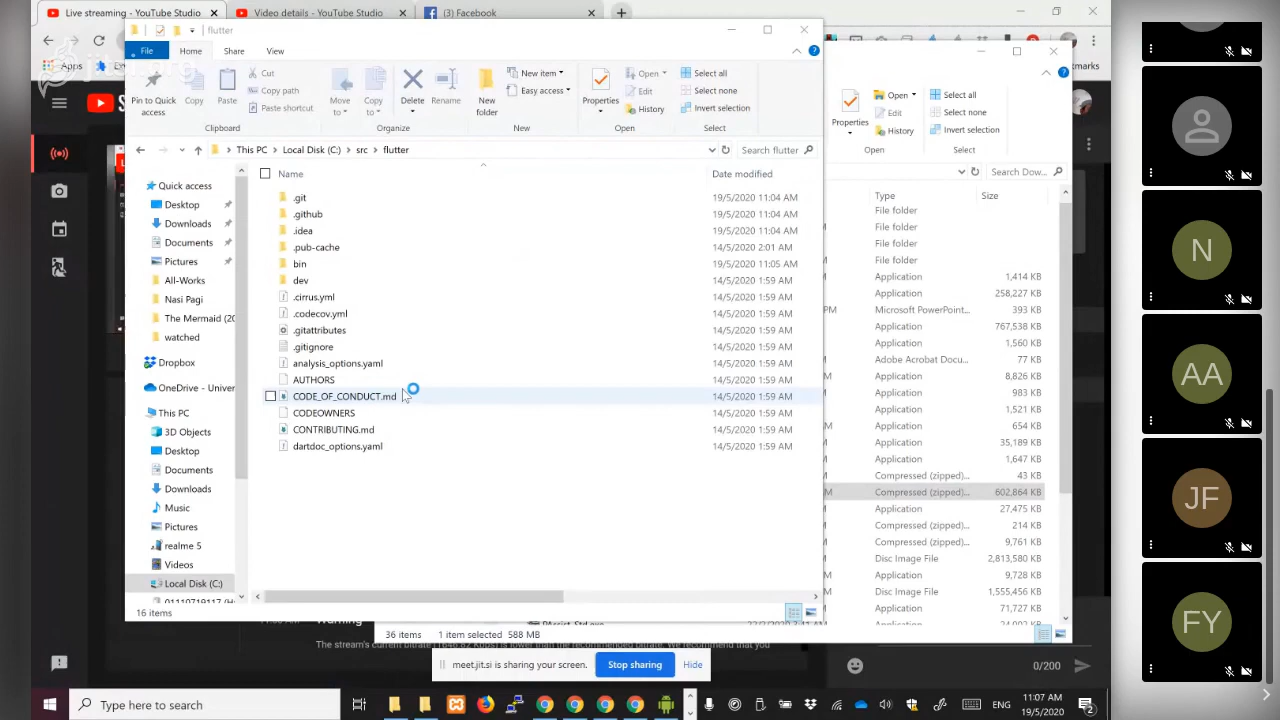 Live streaming - YouTube Studio
Video details - YouTube Studio
(3) Facebook
flutter
File
Home
Share
View
Apps
Bookmarks
Pin to Quick access
Copy
Paste
Cut
Copy path
Paste shortcut
Move to
Copy to
Delete
Rename
New folder
New item
Easy access
Properties
Open
Edit
History
Select all
Select none
Invert selection
Clipboard
Organize
New
Open
Select
Properties
Open
Edit
History
Select all
Select none
Invert selection
Open
Select
This PC > Local Disk (C:) > src > flutter
Search flutter
Search Dow...
Name
Date modified
Type
Size
Quick access
Desktop
Downloads
Documents
Pictures
All-Works
Nasi Pagi
The Mermaid (20
watched
Dropbox
OneDrive - Univer
This PC
3D Objects
Desktop
Documents
Downloads
Music
Pictures
realme 5
Videos
Local Disk (C:)
.git 19/5/2020 11:04 AM
.github 19/5/2020 11:04 AM
.idea 19/5/2020 11:04 AM
.pub-cache 14/5/2020 2:01 AM
bin 19/5/2020 11:05 AM
dev 14/5/2020 1:59 AM
.cirrus.yml 14/5/2020 1:59 AM
.codecov.yml 14/5/2020 1:59 AM
.gitattributes 14/5/2020 1:59 AM
.gitignore 14/5/2020 1:59 AM
analysis_options.yaml 14/5/2020 1:59 AM
AUTHORS 14/5/2020 1:59 AM
CODE_OF_CONDUCT.md 14/5/2020 1:59 AM
CODEOWNERS 14/5/2020 1:59 AM
CONTRIBUTING.md 14/5/2020 1:59 AM
dartdoc_options.yaml 14/5/2020 1:59 AM
File folder
File folder
File folder
File folder
Application 1,414 KB
Application 258,227 KB
PM Microsoft PowerPoint... 393 KB
Application 767,538 KB
Application 1,560 KB
Adobe Acrobat Docu... 77 KB
Application 8,826 KB
Application 1,521 KB
Application 654 KB
Application 35,189 KB
Application 1,647 KB
Compressed (zipped)... 43 KB
Compressed (zipped)... 602,864 KB
Application 27,475 KB
Compressed (zipped)... 214 KB
Compressed (zipped)... 9,761 KB
Disc Image File 2,813,580 KB
Application 9,728 KB
Disc Image File 1,555,456 KB
Application 71,727 KB
16 items
36 items 1 item selected 588 MB
The stream's current bitrate is lower than the recommended bitrate. We recommend that you
meet.jit.si is sharing your screen.
Stop sharing
Hide
0/200
Type here to search
ENG
11:07 AM
19/5/2020
N
AA
JF
FY